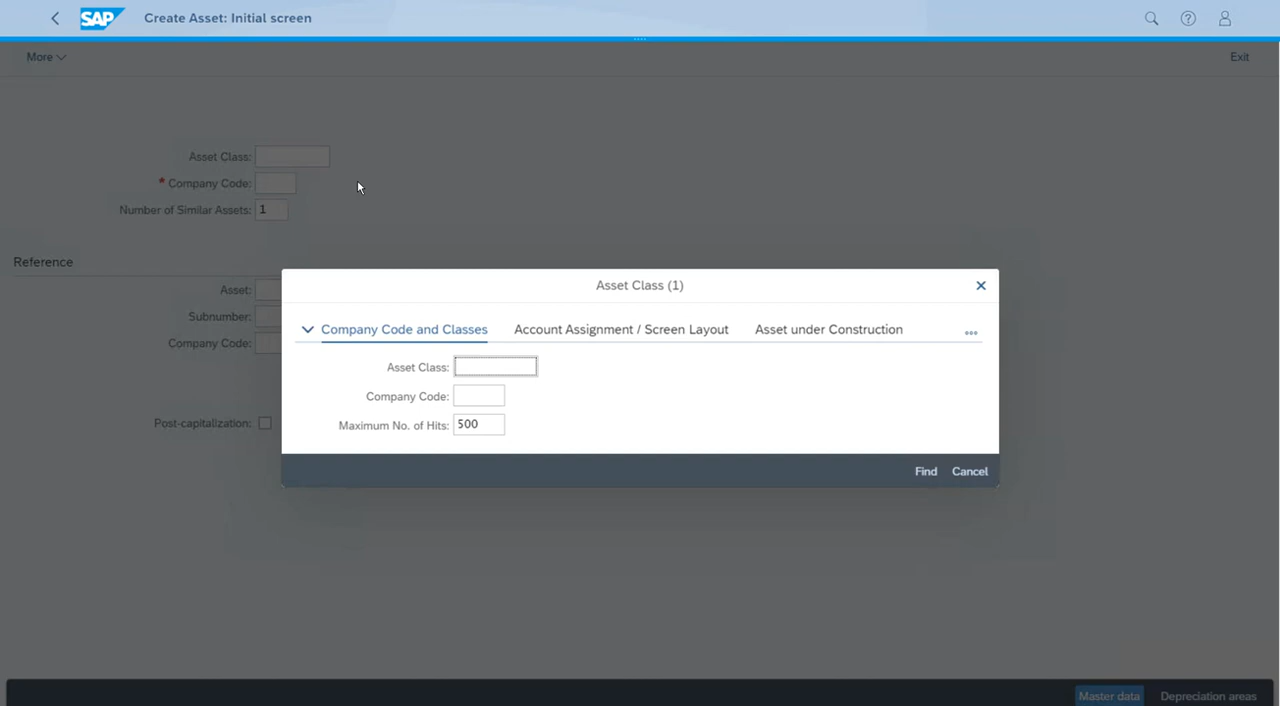 SAP Create Asset: Initial screen
More Exit
Asset Class:
* Company Code:
Number of Similar Assets: 1
Reference
Asset:
Subnumber:
Company Code:
Post-capitalization:
Asset Class (1)
Company Code and Classes Account Assignment / Screen Layout Asset under Construction
Asset Class:
Company Code:
Maximum No. of Hits: 500
Find Cancel
Master data Depreciation areas